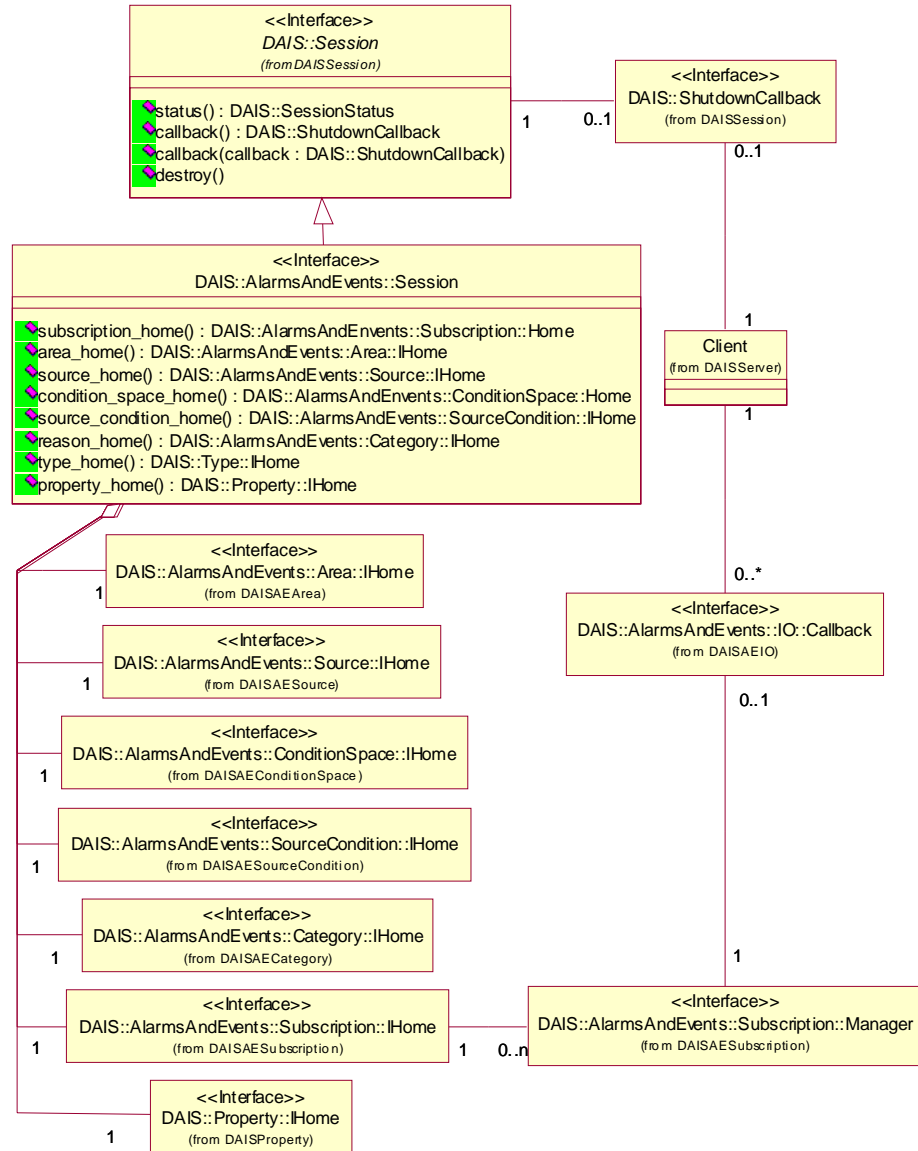 <<Interface>>
DAIS::Session
(from DAISSession)
status() : DAIS::SessionStatus
callback() : DAIS::ShutdownCallback
callback(callback : DAIS::ShutdownCallback)
destroy()
1
0..1
<<Interface>>
DAIS::ShutdownCallback
(from DAISSession)
0..1
1
Client
(from DAISServer)
1
0..*
<<Interface>>
DAIS::AlarmsAndEvents::Session
subscription_home() : DAIS::AlarmsAndEnvents::Subscription::Home
area_home() : DAIS::AlarmsAndEvents::Area::IHome
source_home() : DAIS::AlarmsAndEvents::Source::IHome
condition_space_home() : DAIS::AlarmsAndEnvents::ConditionSpace::Home
source_condition_home() : DAIS::AlarmsAndEvents::SourceCondition::IHome
reason_home() : DAIS::AlarmsAndEvents::Category::IHome
type_home() : DAIS::Type::IHome
property_home() : DAIS::Property::IHome
<<Interface>>
DAIS::AlarmsAndEvents::Area::IHome
(from DAISAEArea)
1
<<Interface>>
DAIS::AlarmsAndEvents::IO::Callback
(from DAISAEIO)
0..1
<<Interface>>
DAIS::AlarmsAndEvents::Source::IHome
(from DAISAESource)
1
<<Interface>>
DAIS::AlarmsAndEvents::ConditionSpace::IHome
(from DAISAEConditionSpace)
1
<<Interface>>
DAIS::AlarmsAndEvents::SourceCondition::IHome
(from DAISAESourceCondition)
1
<<Interface>>
DAIS::AlarmsAndEvents::Category::IHome
(from DAISAECategory)
1
1
<<Interface>>
DAIS::AlarmsAndEvents::Subscription::IHome
(from DAISAESubscription)
1
1
0..n
<<Interface>>
DAIS::AlarmsAndEvents::Subscription::Manager
(from DAISAESubscription)
<<Interface>>
DAIS::Property::IHome
(from DAISProperty)
1